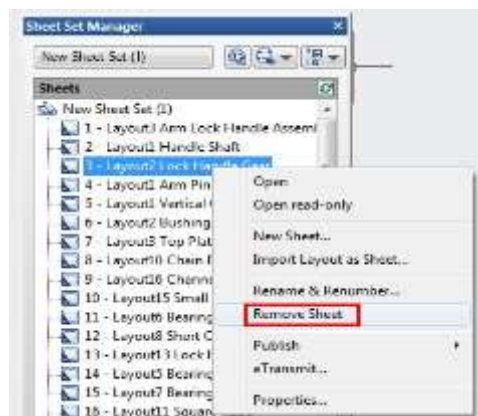 Sheet Set Manager
New Sheet Set (1)
Sheets
New Sheet Set (1)
1 - Layout3 Arm Lock Handle Assemi
2 - Layout1 Handle Shaft
3 - Layout2 Lock Handle Gear
4 - Layout1 Arm Pin
5 - Layout1 Vertical
6 - Layout2 Bushing
7 - Layout3 Top Plat
8 - Layout10 Chain
9 - Layout16 Channe
10 - Layout15 Small
11 - Layout6 Bearing
12 - Layout8 Short C
13 - Layout13 Lock
14 - Layout5 Bearing
15 - Layout7 Bearing
16 - Layout11 Squar
Open
Open read-only
New Sheet...
Import Layout as Sheet...
Rename & Renumber...
Remove Sheet
Publish
eTransmit...
Properties...